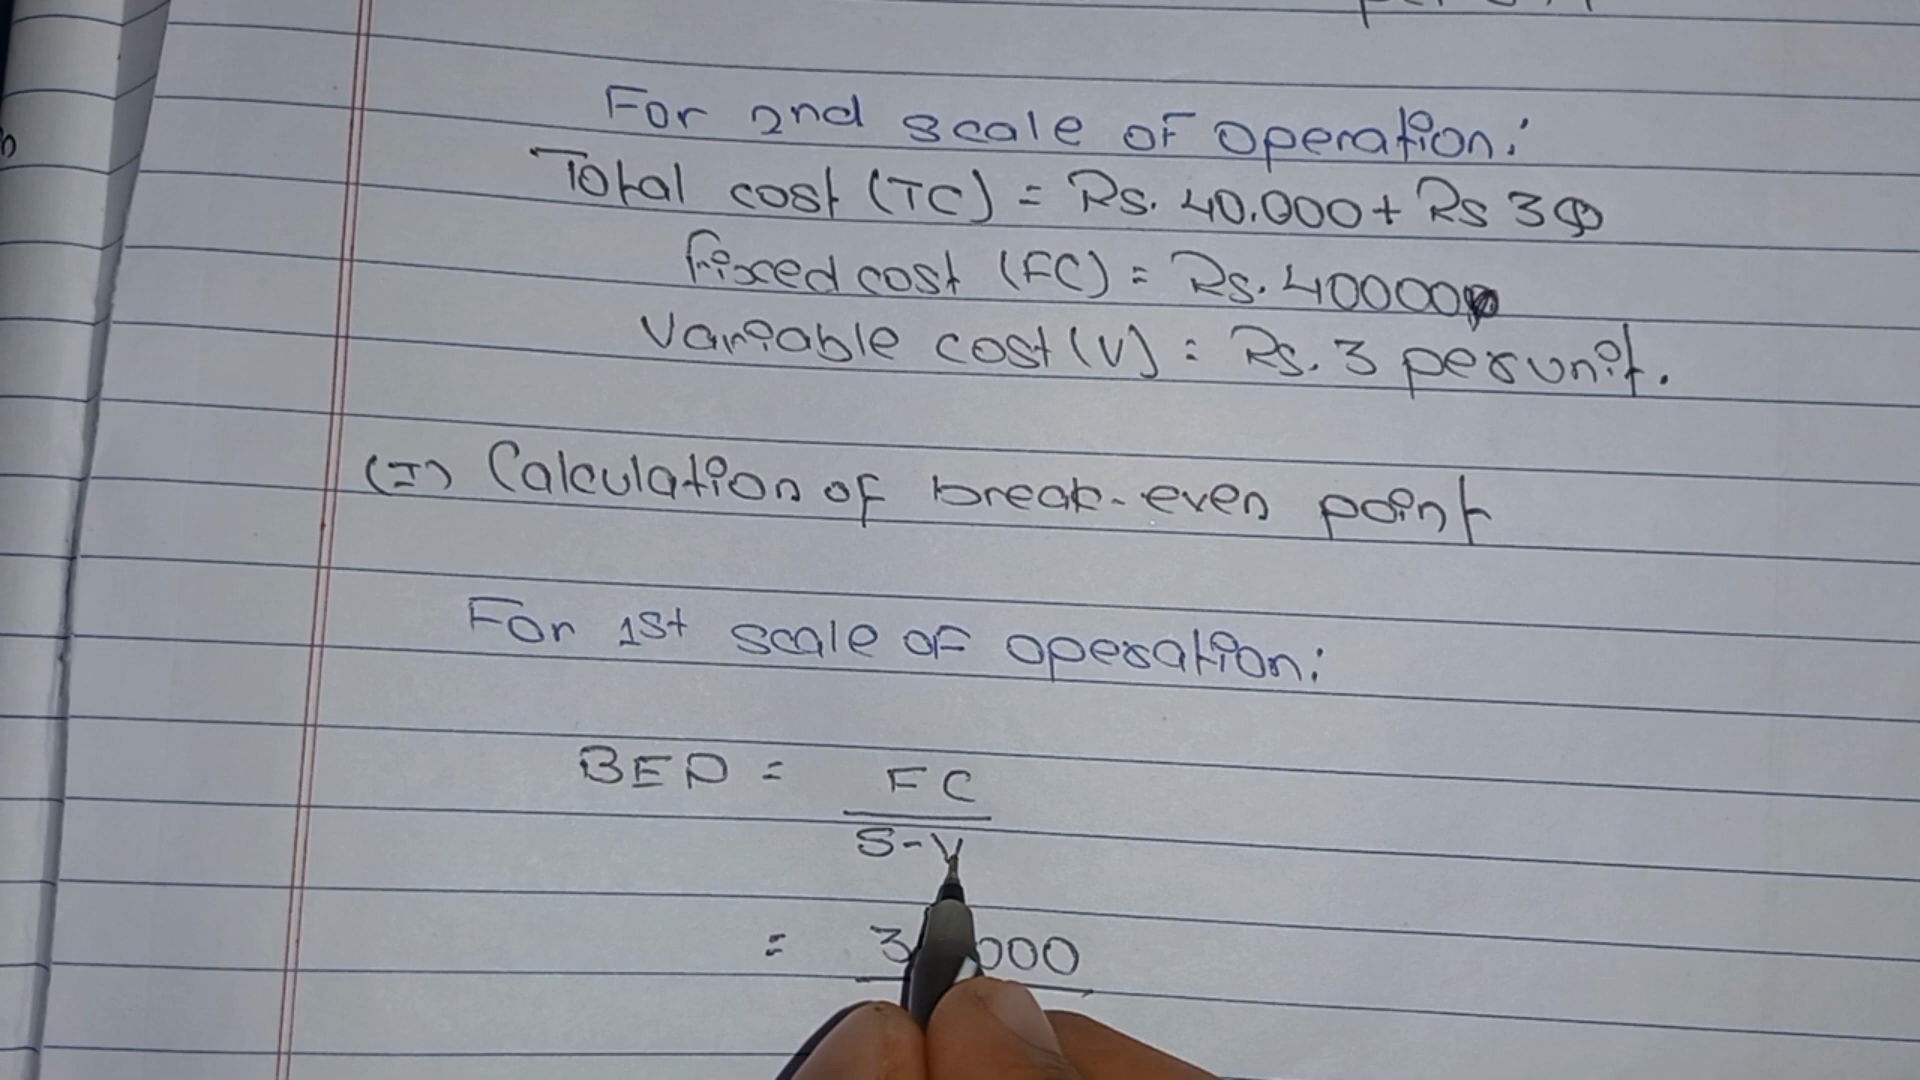 For 2nd scale of operation:
Total cost (TC) = Rs. 40.000 + Rs 3Q
Fixed cost (FC) = Rs. 40000
Variable cost (V) = Rs. 3 per unit.
(I) Calculation of break-even point
For 1st scale of operation:
BEP = FC
S-V
=